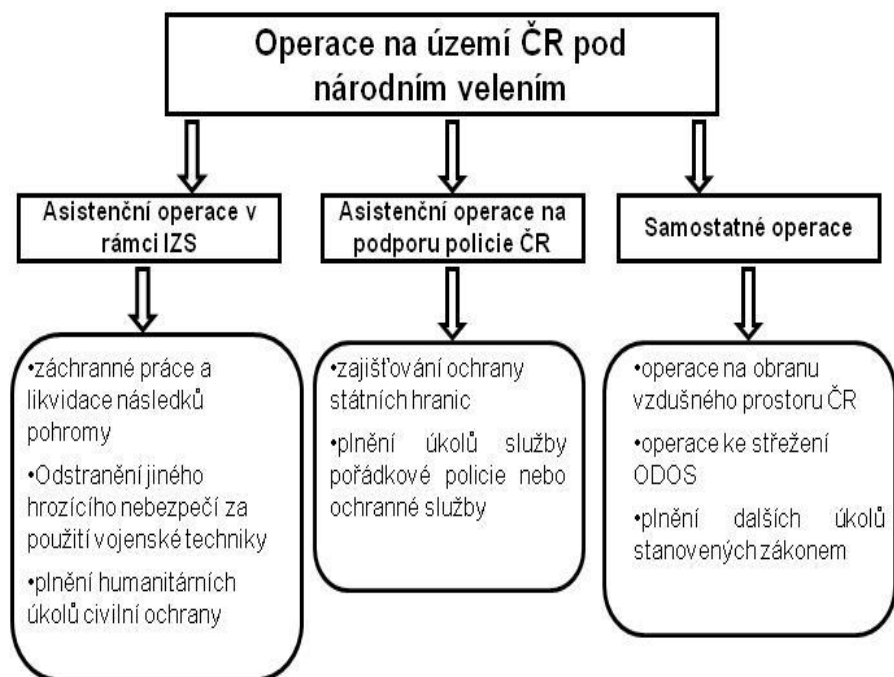 Operace na území ČR pod
národním velením
Asistenční operace v
rámci IZS
Asistenční operace na
podporu policie ČR
Samostatné operace
•záchranné práce a
likvidace následků
pohromy
•Odstranění jiného
hrozícího nebezpečí za
použití vojenské techniky
•plnění humanitárních
úkolů civilní ochrany
•zajišťování ochrany
státních hranic
•plnění úkolů služby
pořádkové policie nebo
ochranné služby
•operace na obranu
vzdušného prostoru ČR
•operace ke střežení
ODOS
•plnění dalších úkolů
stanovených zákonem